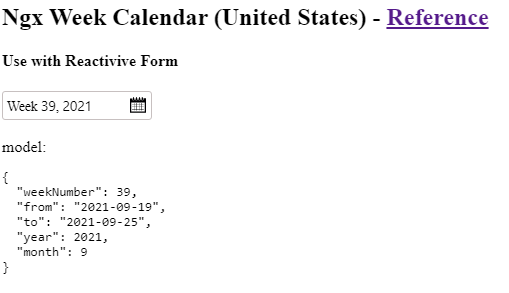 Ngx Week Calendar (United States) - Reference
Use with Reactivive Form
Week 39, 2021
model:
{
  "weekNumber": 39,
  "from": "2021-09-19",
  "to": "2021-09-25",
  "year": 2021,
  "month": 9
}